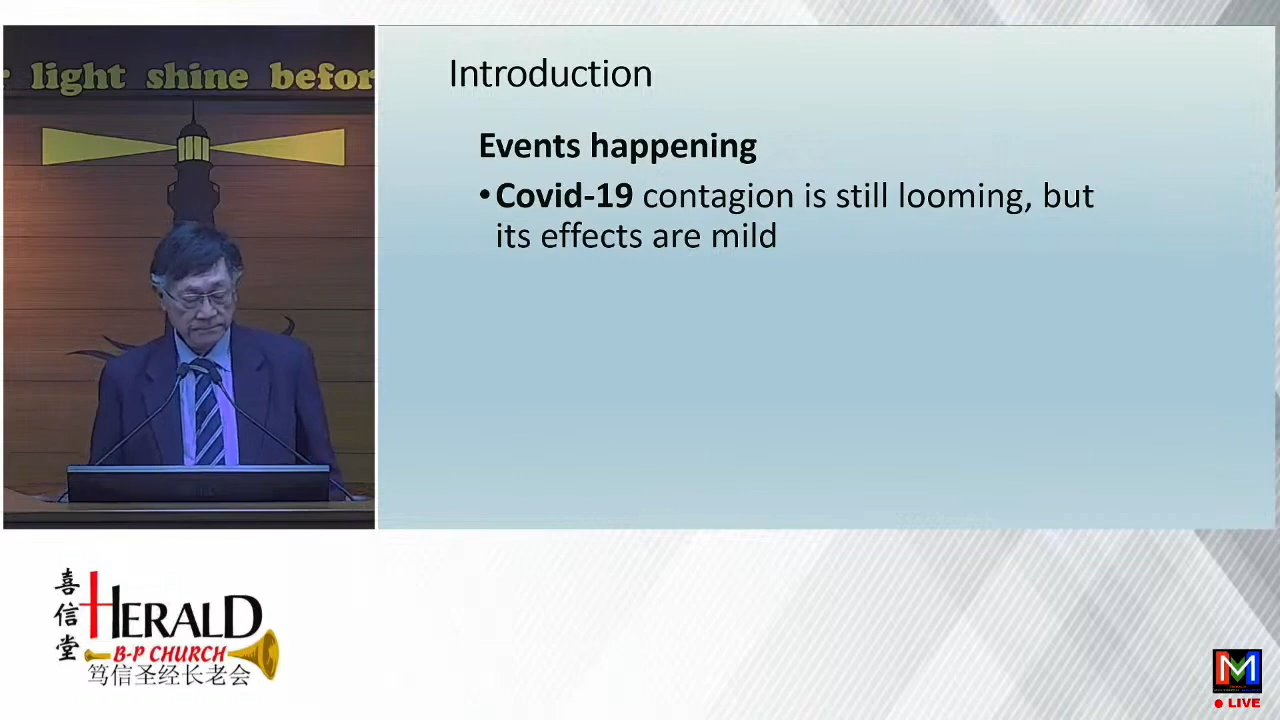 r light shine befor
Introduction
Events happening
•Covid-19 contagion is still looming, but
its effects are mild
喜信堂
HERALD
B-P CHURCH
笃信圣经长老会
M
LIVE